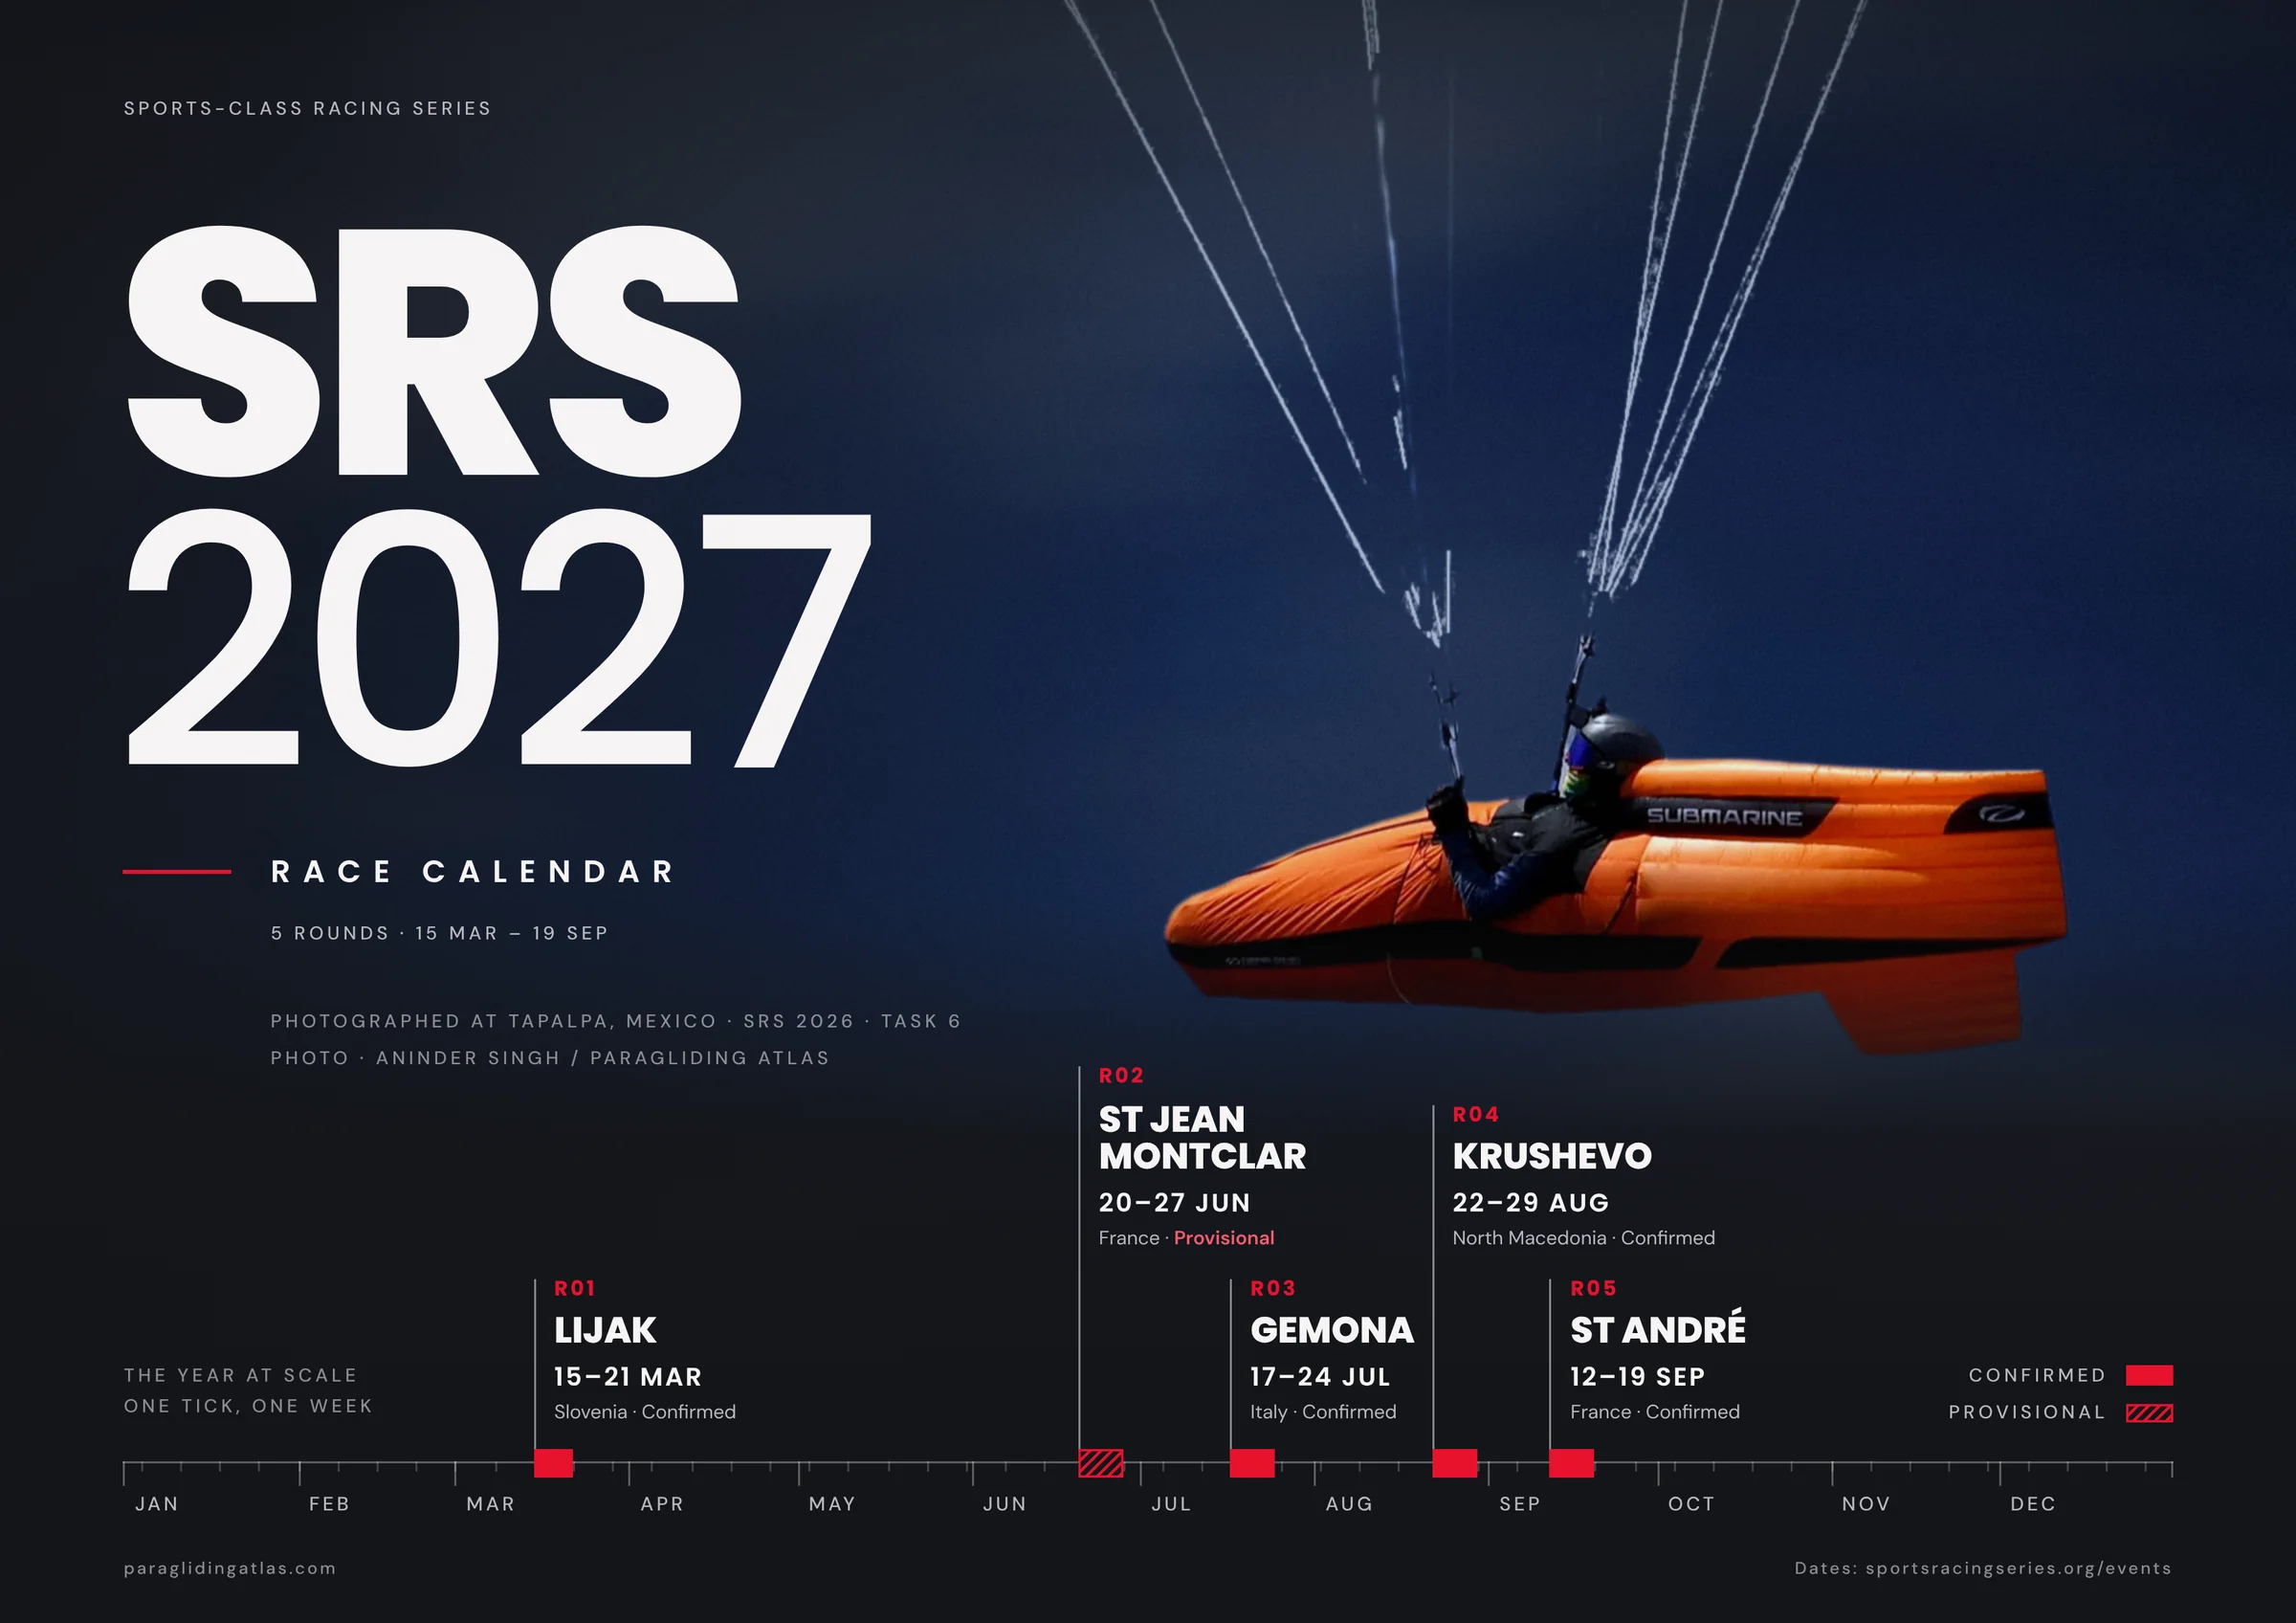 SPORTS-CLASS RACING SERIES
SRS
2027
RACE CALENDAR
5 ROUNDS · 15 MAR – 19 SEP
PHOTOGRAPHED AT TAPALPA, MEXICO · SRS 2026 · TASK 6
PHOTO · ANINDER SINGH / PARAGLIDING ATLAS
SUBMARINE
R02
ST JEAN
MONTCLAR
20–27 JUN
France · Provisional
R04
KRUSHEVO
22–29 AUG
North Macedonia · Confirmed
R01
LIJAK
15–21 MAR
Slovenia · Confirmed
R03
GEMONA
17–24 JUL
Italy · Confirmed
R05
ST ANDRÉ
12–19 SEP
France · Confirmed
THE YEAR AT SCALE
ONE TICK, ONE WEEK
CONFIRMED
PROVISIONAL
JAN FEB MAR APR MAY JUN JUL AUG SEP OCT NOV DEC
paraglidingatlas.com
Dates: sportsracingseries.org/events